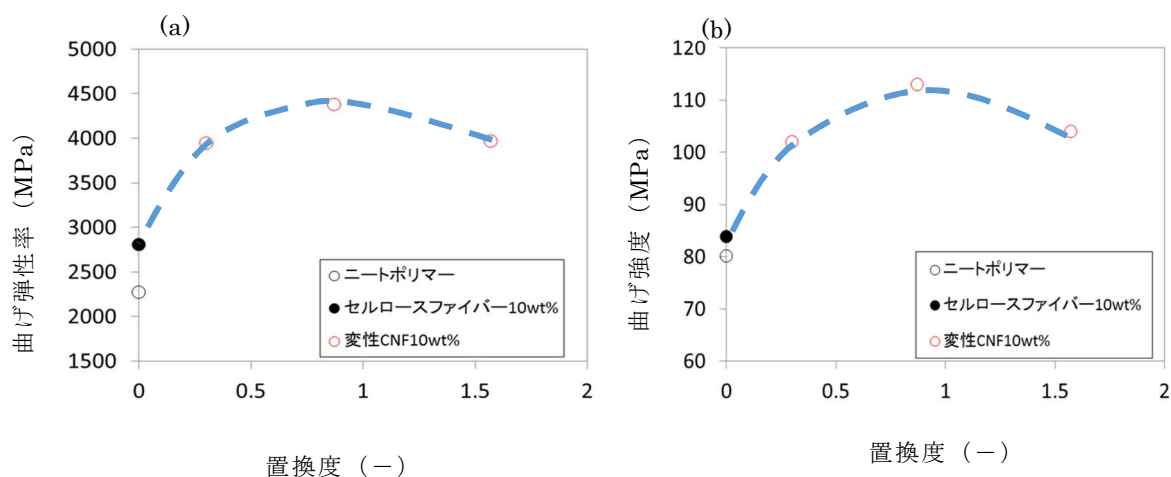 (a)
5000
4500
4000
3500
3000
2500
2000
1500
0
0.5
1
1.5
2
曲げ弾性率 (MPa)
置換度 (－)
○ニートポリマー
●セルロースファイバー10wt%
○変性CNF10wt%
(b)
120
110
100
90
80
70
60
0
0.5
1
1.5
2
曲げ強度 (MPa)
置換度 (－)
○ニートポリマー
●セルロースファイバー10wt%
○変性CNF10wt%